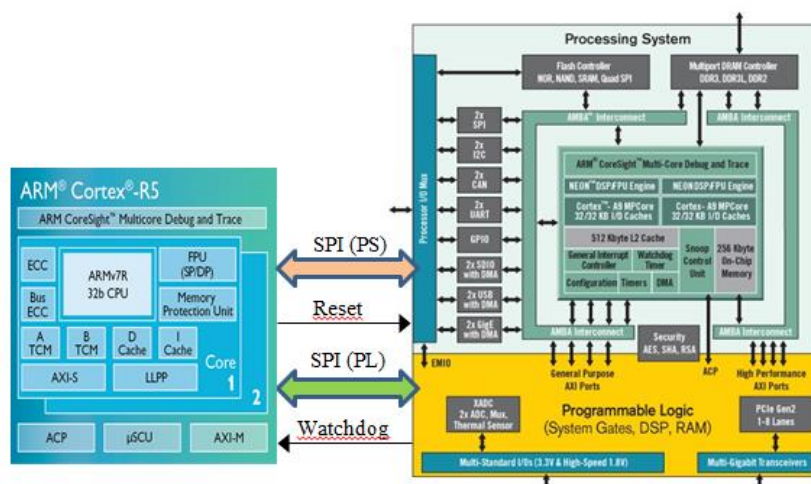 ARM® Cortex®-R5
ARM CoreSight™ Multicore Debug and Trace
ECC
ARMv7R
32b CPU
FPU
(SP/DP)
Bus
ECC
Memory
Protection Unit
A
TCM
B
TCM
D
Cache
I
Cache
Core
1
2
AXI-S
LLPP
ACP
µSCU
AXI-M
SPI (PS)
Reset
SPI (PL)
Watchdog
Processing System
Flash Controller
NOR, NAND, SRAM, Quad SPI
Multiport DRAM Controller
DDR3, DDR3L, DDR2
Processor I/O Mux
2x
SPI
2x
I2C
2x
CAN
2x
UART
GPIO
2x SDIO
with DMA
2x USB
with DMA
2x GigE
with DMA
EMIO
AMBA™ Interconnect
AMBA™ Interconnect
ARM® CoreSight™ Multi-Core Debug and Trace
NEON™ DSP/FPU Engine
NEON DSP/FPU Engine
Cortex™- A9 MPCore
32/32 KB I/D Caches
Cortex- A9 MPCore
32/32 KB I/D Caches
512 Kbyte L2 Cache
Snoop
Control
Unit
256 Kbyte
On-Chip
Memory
General Interrupt
Controller
Watchdog
Timer
Configuration
Timers
DMA
AMBA Interconnect
AMBA Interconnect
Security
AES, SHA, RSA
General Purpose
AXI Ports
ACP
High Performance
AXI Ports
XADC
2x ADC, Mux,
Thermal Sensor
Programmable Logic
(System Gates, DSP, RAM)
PCIe Gen2
1-8 Lanes
Multi-Standard I/Os (3.3V & High-Speed 1.8V)
Multi-Gigabit Transceivers